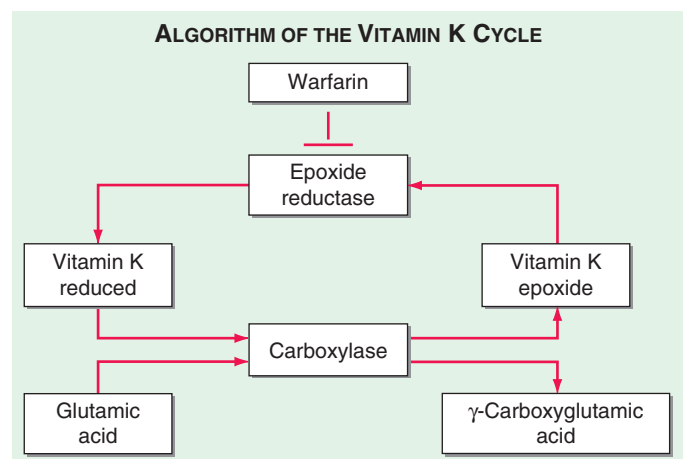 ALGORITHM OF THE VITAMIN K CYCLE
Warfarin
Epoxide
reductase
Vitamin K
reduced
Vitamin K
epoxide
Carboxylase
Glutamic
acid
γ-Carboxyglutamic
acid